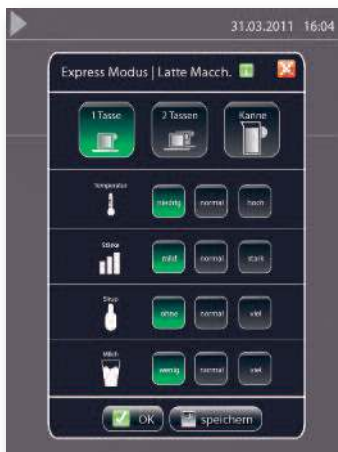 31.03.2011 16:04
Express Modus | Latte Macch.
1 Tasse 2 Tassen Kanne
Temperatur
niedrig normal hoch
Stärke
mild normal stark
Sirup
ohne normal viel
Milch
wenig normal viel
OK speichern